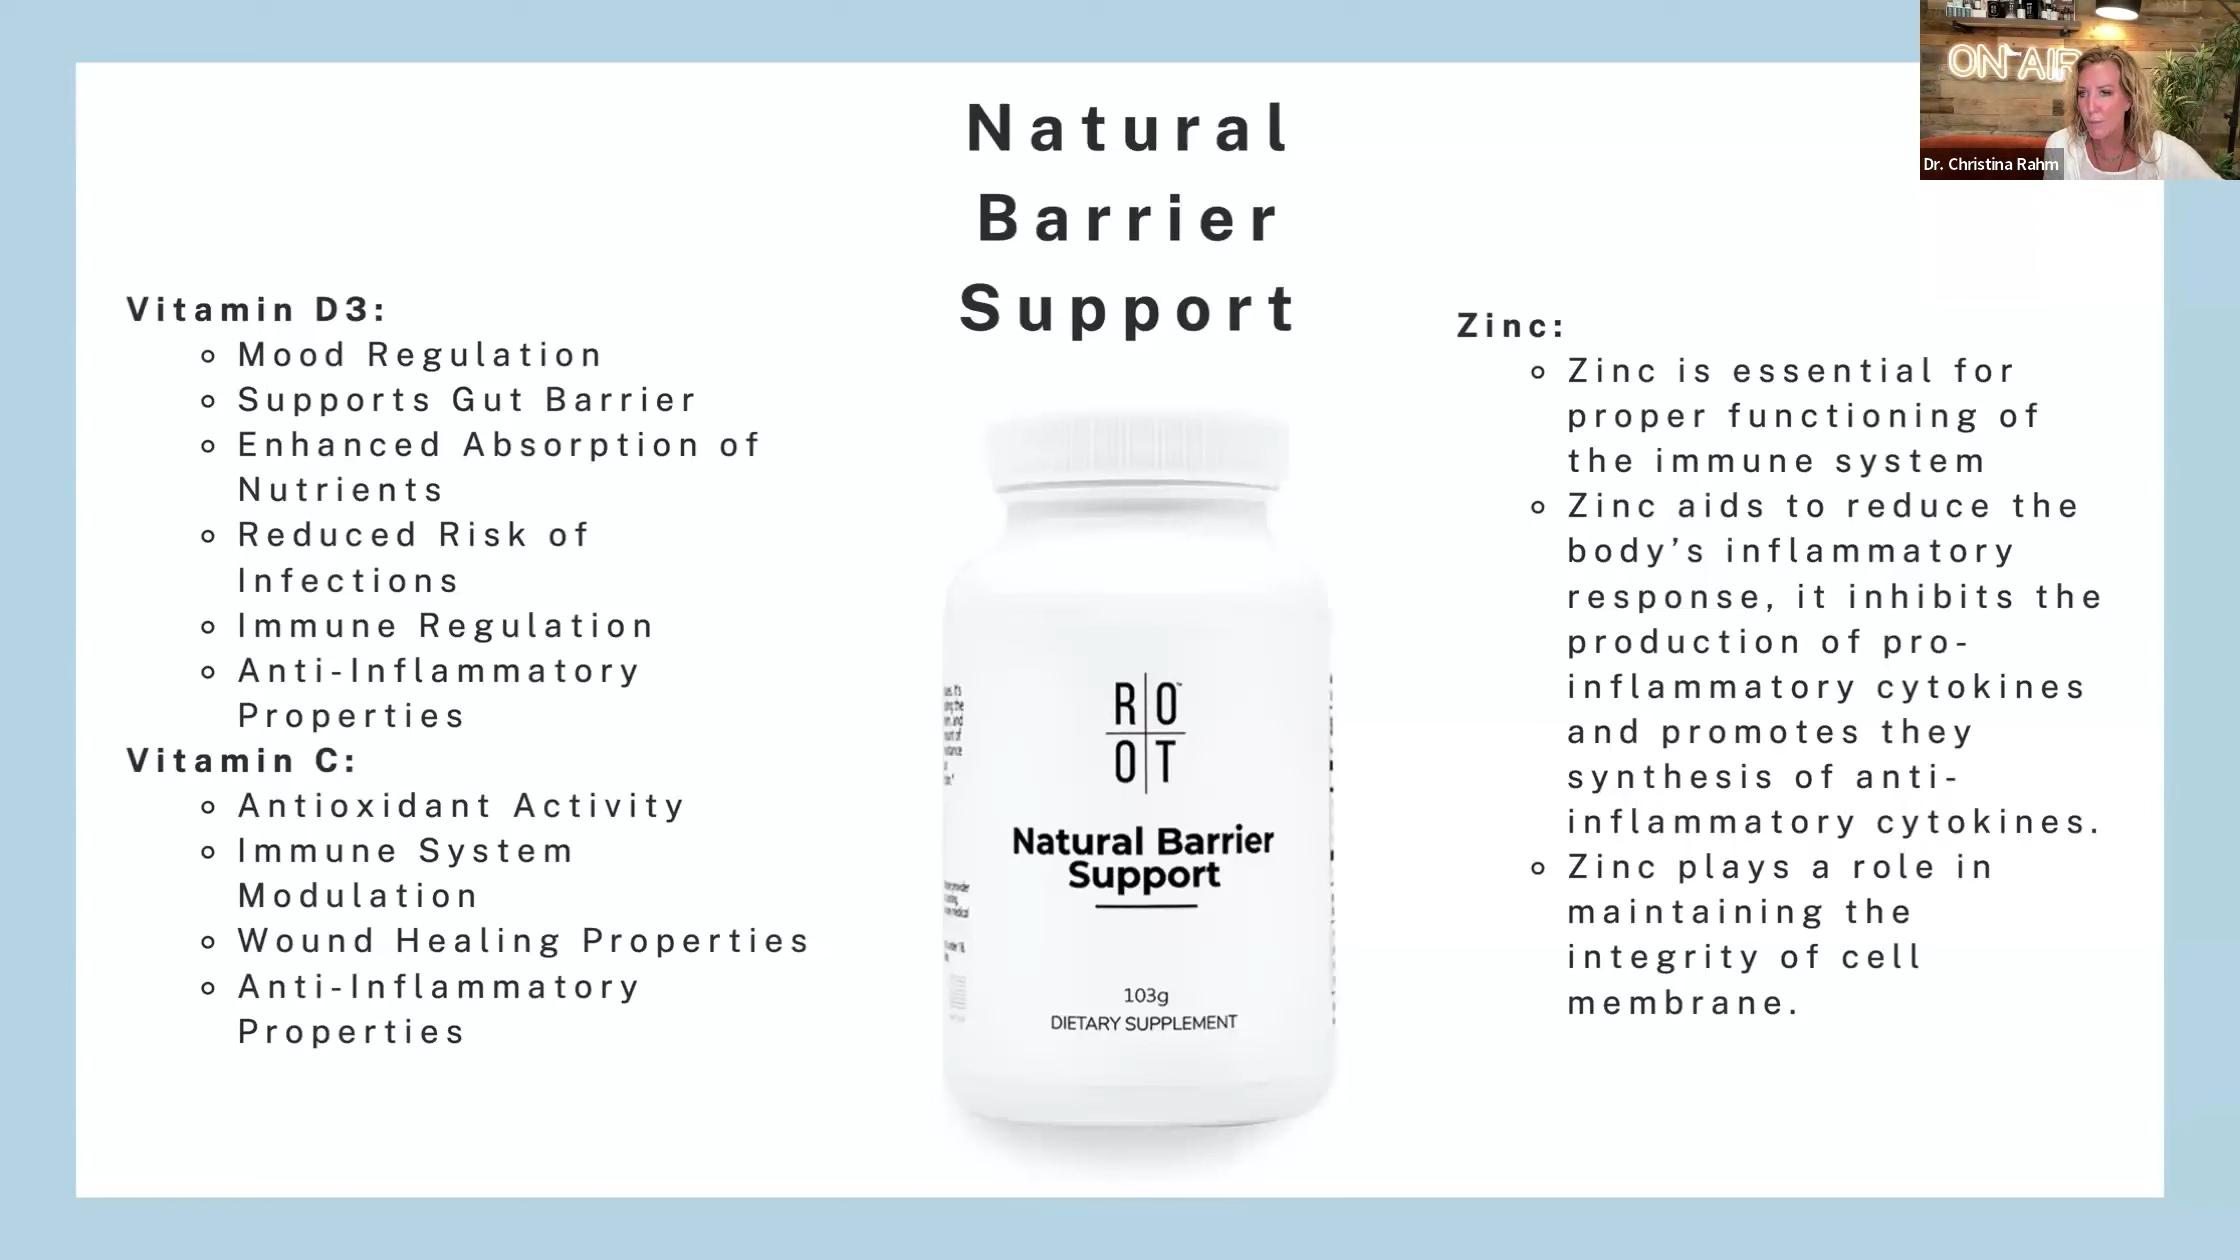 Natural
Barrier
Support
ON AIR
Dr. Christina Rahm
Vitamin D3:
Mood Regulation
Supports Gut Barrier
Enhanced Absorption of
Nutrients
Reduced Risk of
Infections
Immune Regulation
Anti-Inflammatory
Properties
Vitamin C:
Antioxidant Activity
Immune System
Modulation
Wound Healing Properties
Anti-Inflammatory
Properties
RO™
OT
Natural Barrier
Support
103g
DIETARY SUPPLEMENT
Zinc:
Zinc is essential for
proper functioning of
the immune system
Zinc aids to reduce the
body’s inflammatory
response, it inhibits the
production of pro-
inflammatory cytokines
and promotes they
synthesis of anti-
inflammatory cytokines.
Zinc plays a role in
maintaining the
integrity of cell
membrane.